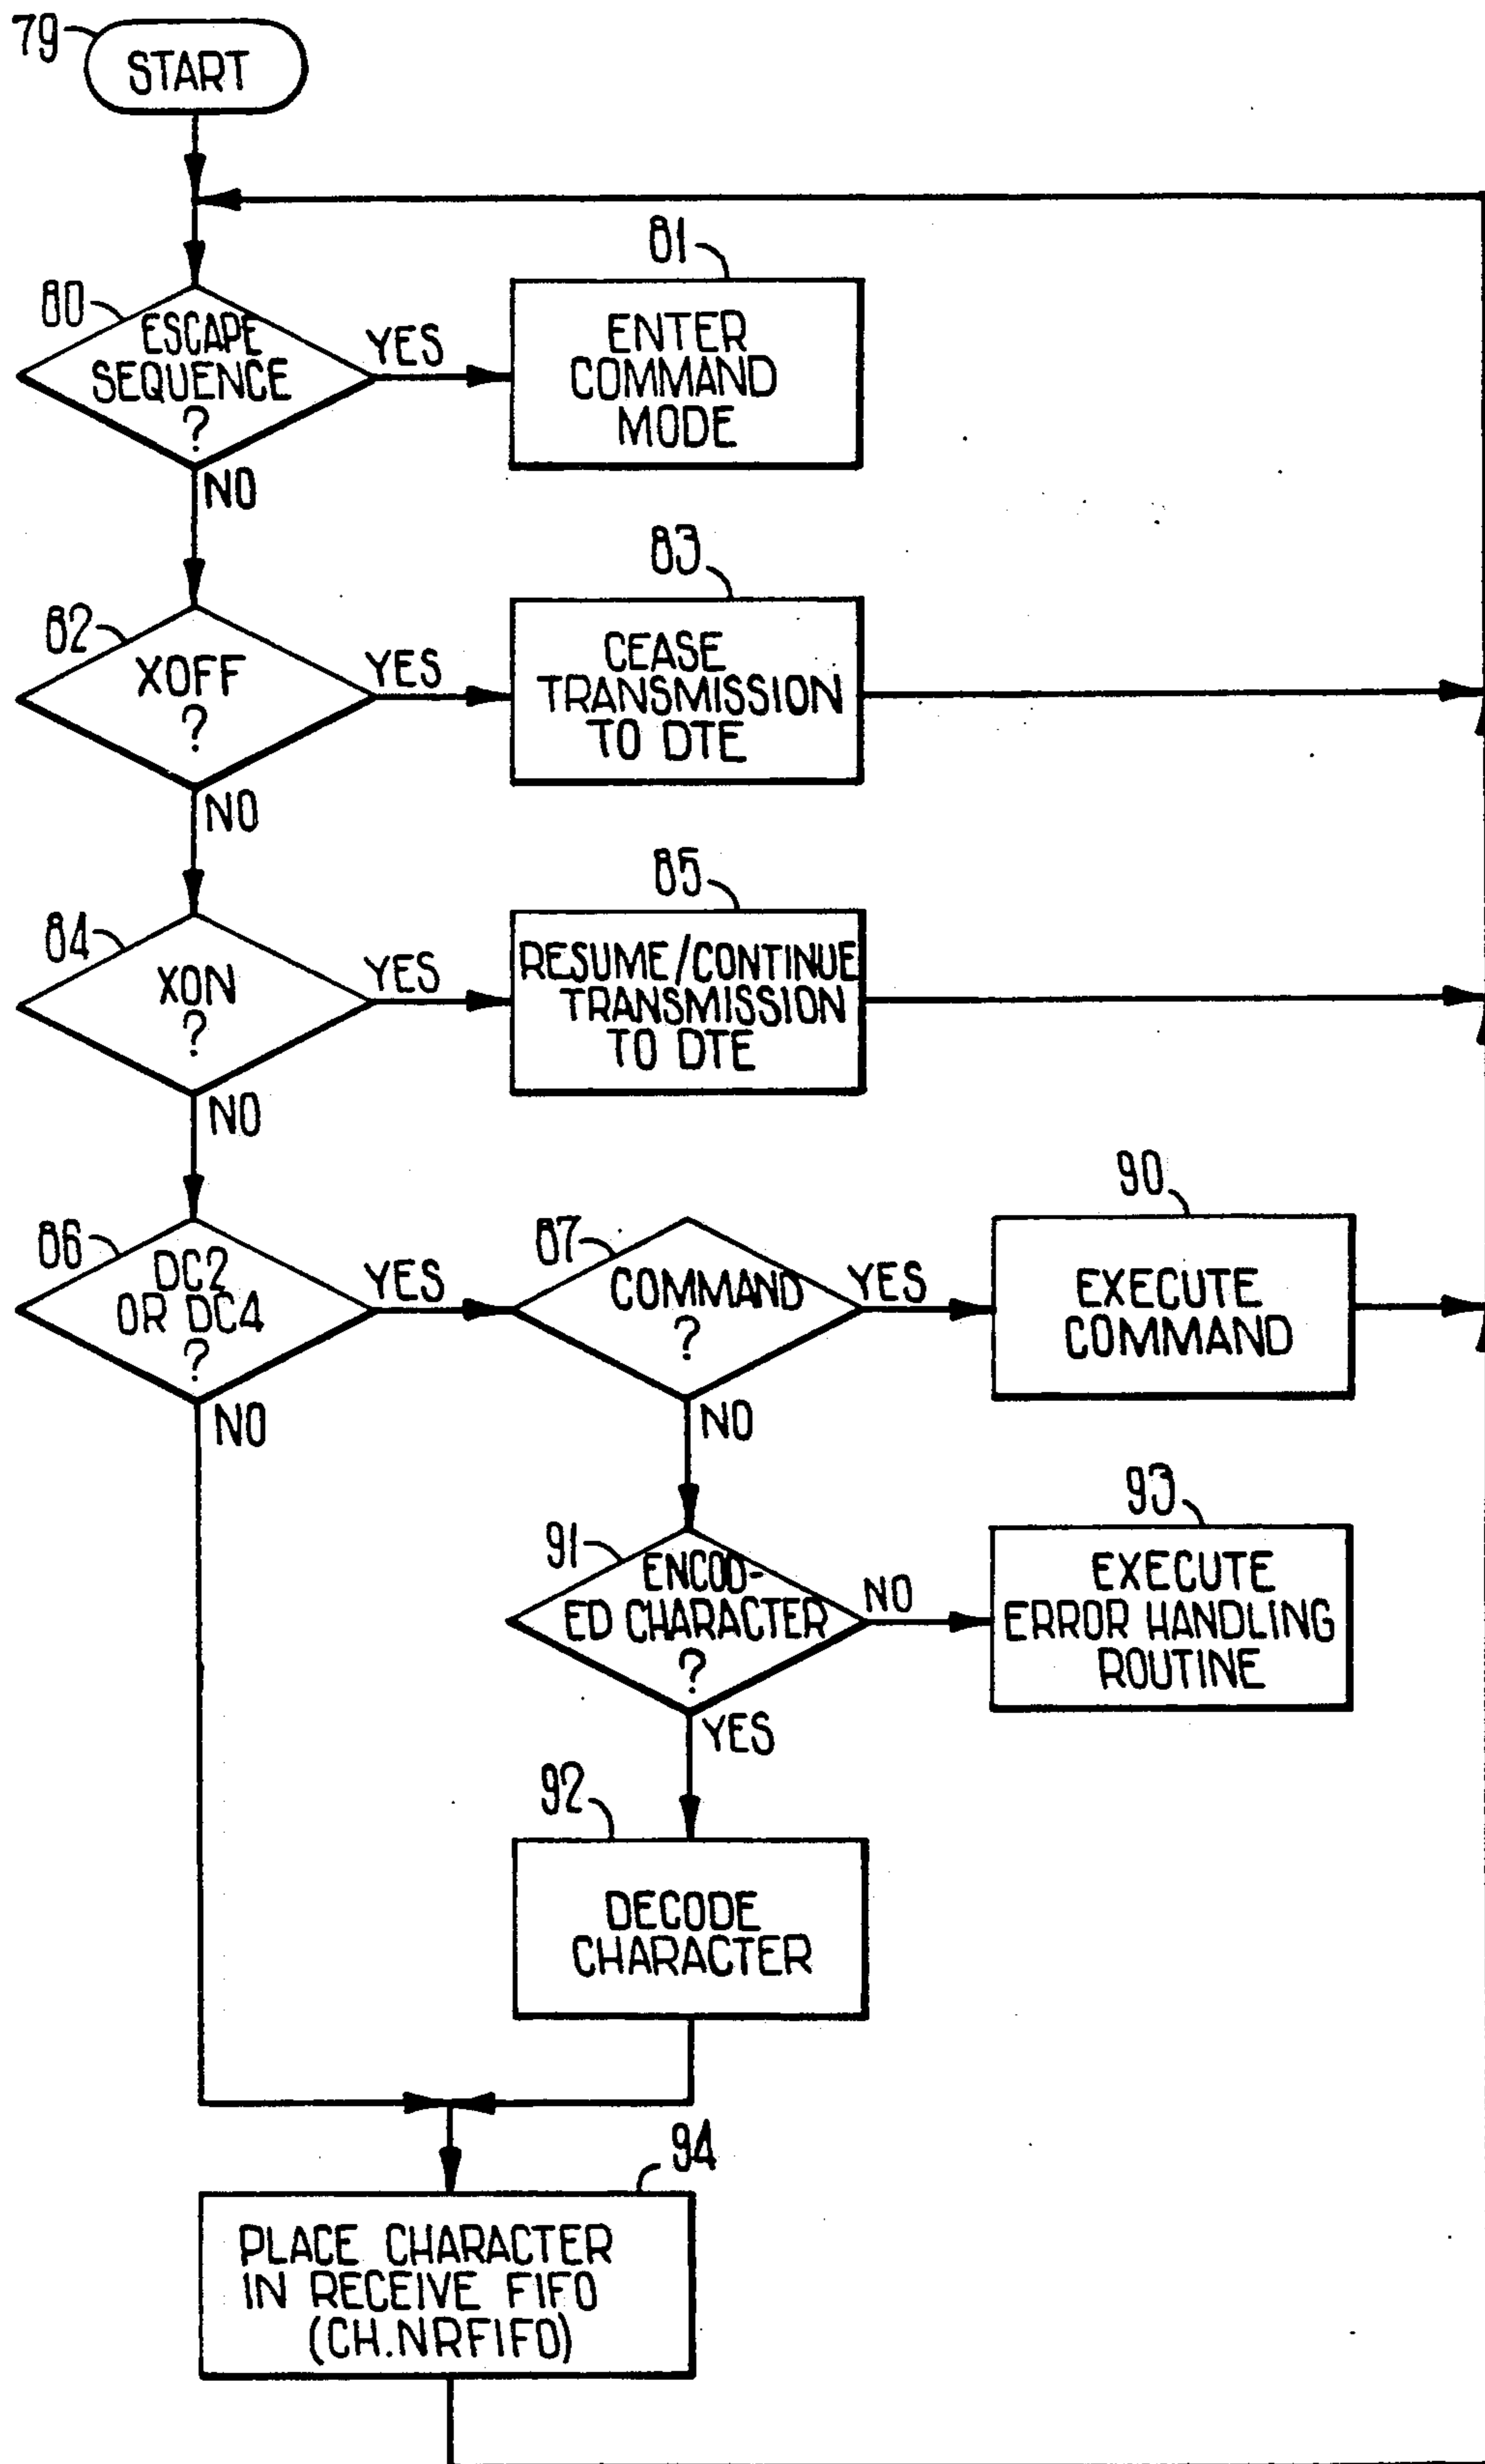 79
START
81
80
ESCAPE
SEQUENCE
?
YES
ENTER
COMMAND
MODE
NO
83
82
XOFF
?
YES
CEASE
TRANSMISSION
TO DTE
NO
85
84
XON
?
YES
RESUME/CONTINUE
TRANSMISSION
TO DTE
NO
90
86
DC2
OR DC4
?
YES
87
COMMAND
?
YES
EXECUTE
COMMAND
NO
NO
93
91
ENCOD-
ED CHARACTER
?
NO
EXECUTE
ERROR HANDLING
ROUTINE
YES
92
DECODE
CHARACTER
94
PLACE CHARACTER
IN RECEIVE FIFO
(CH.NRFIFO)